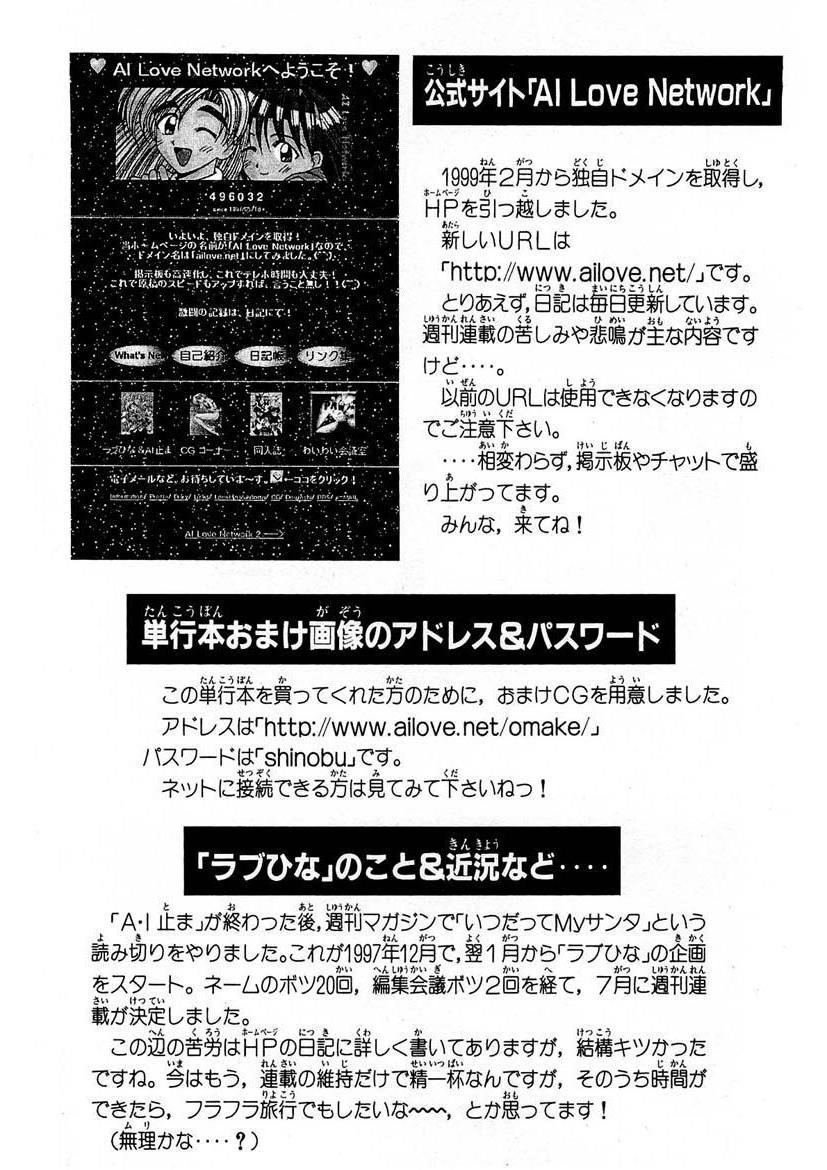 AI Love Networkへようこそ!
AI Love Network
496032
いよいよ、独自ドメインを取得!
当ホームページの名前が「AI Love Network」なので、
ドメイン名は「ailove.net」にしてみました。(^^)
掲示板も高速化し、これでテレホ時間も大丈夫!
これで原稿のスピードもアップすれば、言うこと無し!!(^^)
激闘の記録は、日記にて!
What's Ne 自己紹介 日記帳 リンク集
ラブひな&AI止ま CG コーナー 同人誌 わいわい会議室
電子メールなど、お待ちしていま〜す。 ←ココをクリック!
AI Love Network 2 ---->
公式サイト「AI Love Network」
1999年2月から独自ドメインを取得し,
HPを引っ越しました。
新しいURLは
「http://www.ailove.net/」です。
とりあえず,日記は毎日更新しています。
週刊連載の苦しみや悲鳴が主な内容です
けど‥‥。
以前のURLは使用できなくなりますの
でご注意下さい。
‥‥相変わらず,掲示板やチャットで盛
り上がってます。
みんな,来てね!
単行本おまけ画像のアドレス&パスワード
この単行本を買ってくれた方のために,おまけCGを用意しました。
アドレスは「http://www.ailove.net/omake/」
パスワードは「shinobu」です。
ネットに接続できる方は見てみて下さいねっ!
「ラブひな」のこと&近況など‥‥
「A・I止ま」が終わった後,週刊マガジンで「いつだってMyサンタ」という
読み切りをやりました。これが1997年12月で,翌1月から「ラブひな」の企画
をスタート。ネームのボツ20回,編集会議ボツ2回を経て,7月に週刊連
載が決定しました。
この辺の苦労はHPの日記に詳しく書いてありますが,結構キツかった
ですね。今はもう,連載の維持だけで精一杯なんですが,そのうち時間が
できたら,フラフラ旅行でもしたいな〜〜,とか思ってます!
(無理かな‥‥?)